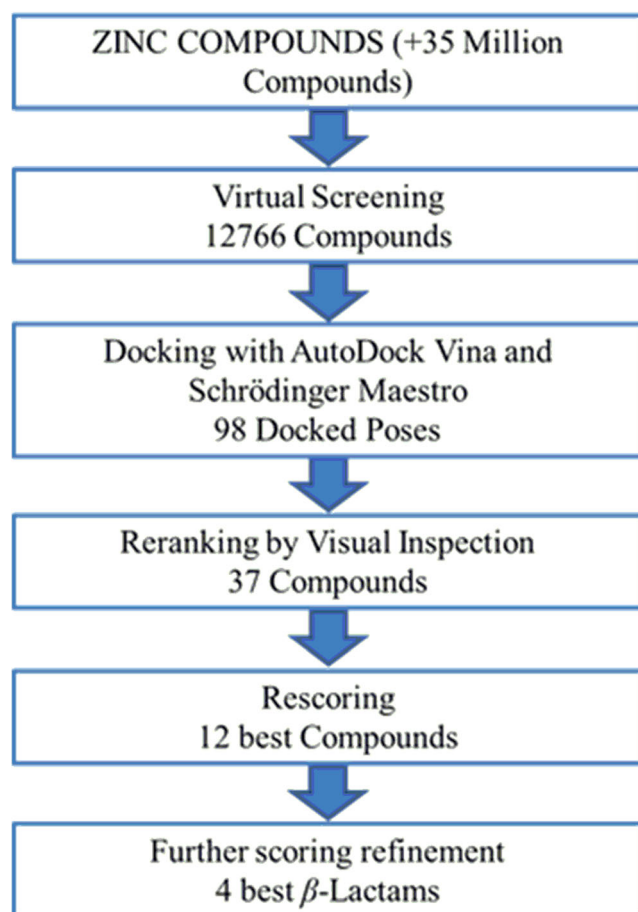 ZINC COMPOUNDS (+35 Million
Compounds)
Virtual Screening
12766 Compounds
Docking with AutoDock Vina and
Schrödinger Maestro
98 Docked Poses
Reranking by Visual Inspection
37 Compounds
Rescoring
12 best Compounds
Further scoring refinement
4 best β-Lactams